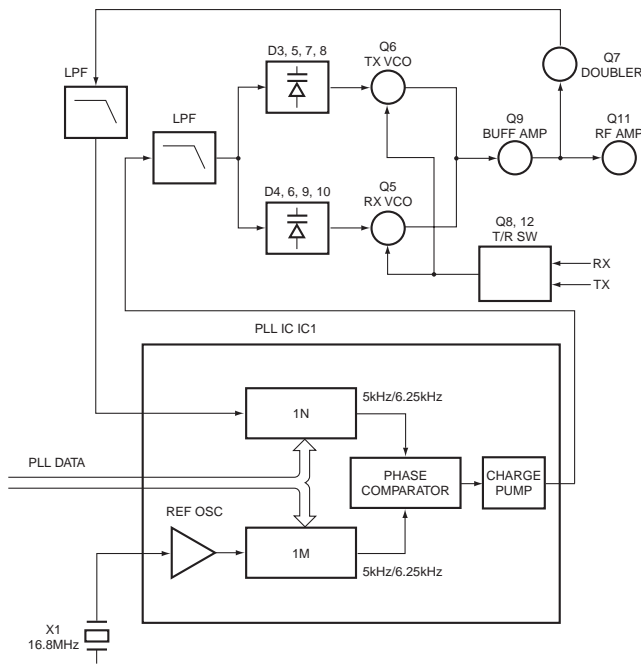 Q6
TX VCO
D3, 5, 7, 8
Q7
DOUBLER
LPF
LPF
Q9
BUFF AMP
Q11
RF AMP
D4, 6, 9, 10
Q5
RX VCO
Q8, 12
T/R SW
RX
TX
PLL IC IC1
5kHz/6.25kHz
1N
PLL DATA
PHASE
COMPARATOR
CHARGE
PUMP
REF OSC
1M
5kHz/6.25kHz
X1
16.8MHz